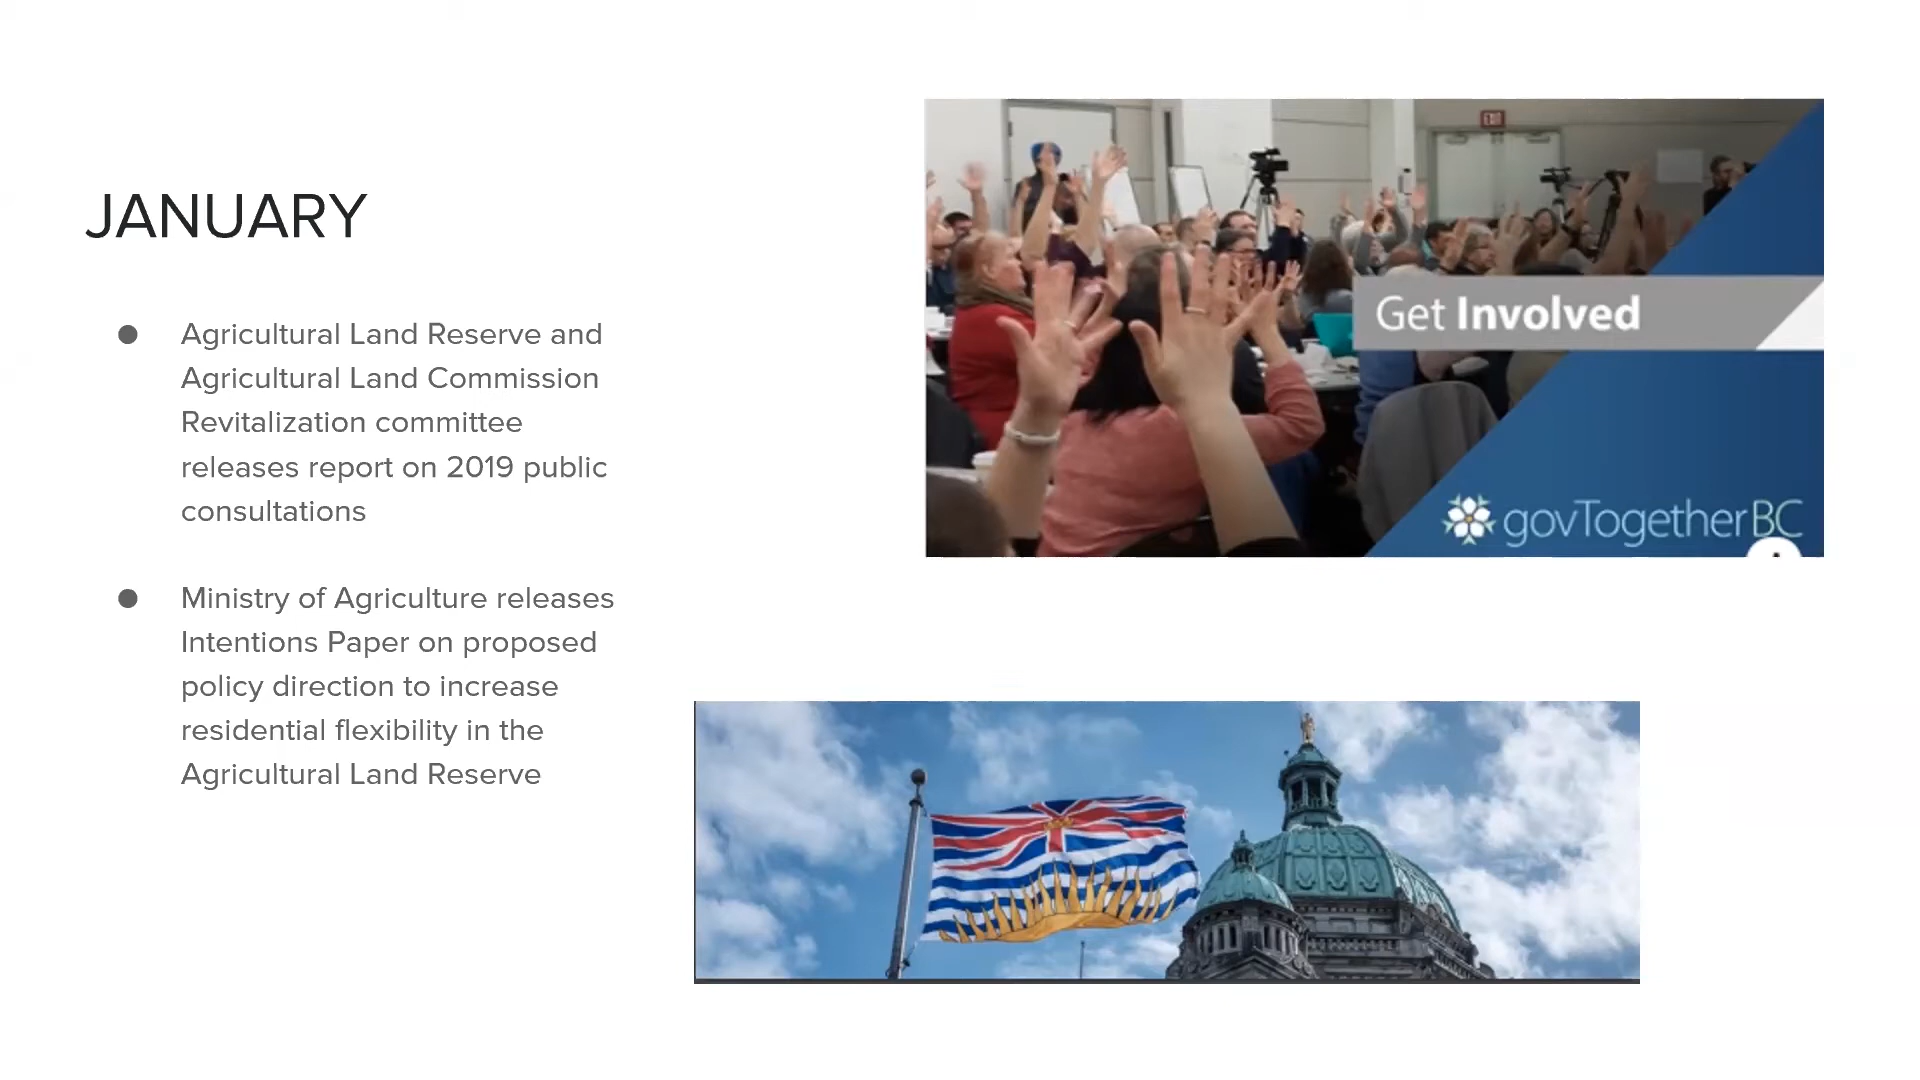 JANUARY
Agricultural Land Reserve and
Agricultural Land Commission
Revitalization committee
releases report on 2019 public
consultations
Ministry of Agriculture releases
Intentions Paper on proposed
policy direction to increase
residential flexibility in the
Agricultural Land Reserve
EXIT
Get Involved
govTogetherBC